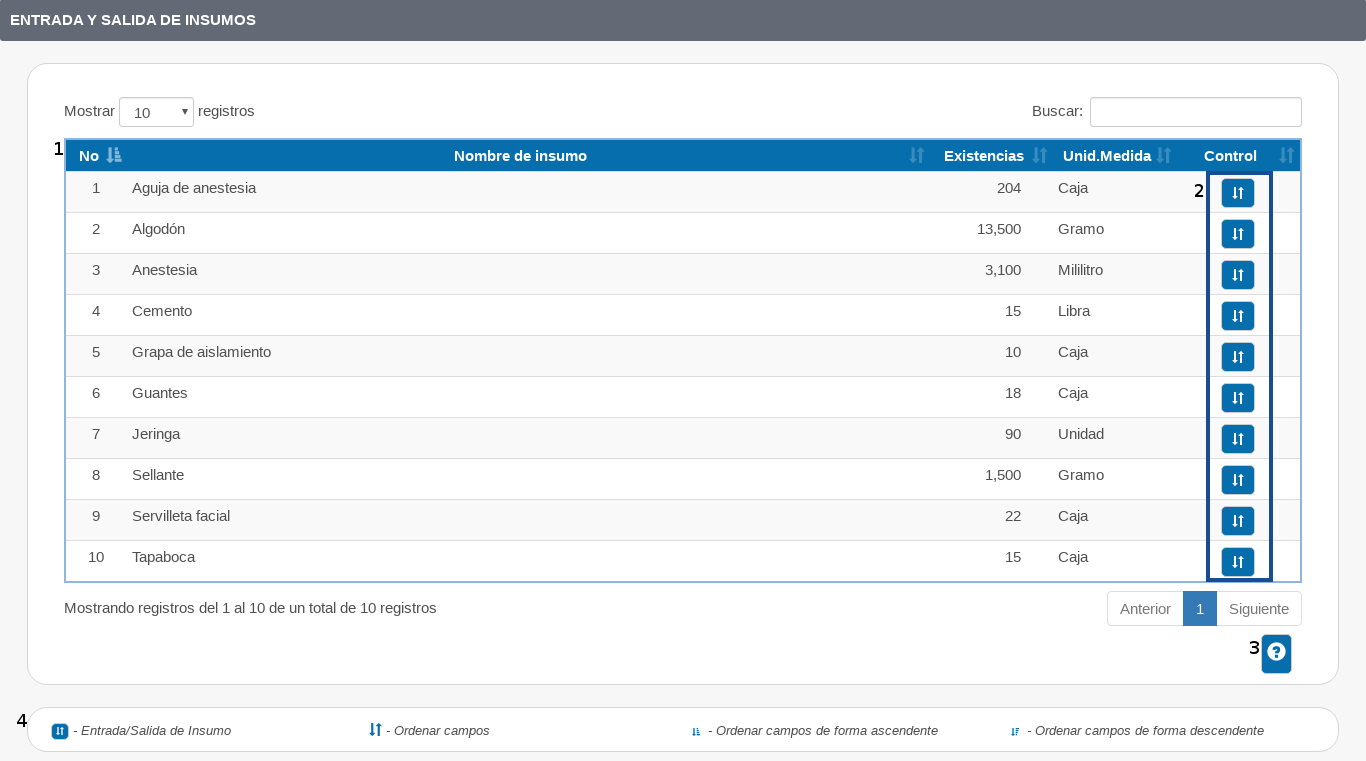 ENTRADA Y SALIDA DE INSUMOS
Mostrar 10 registros Buscar:
1 No Nombre de insumo Existencias Unid.Medida Control
1 Aguja de anestesia 204 Caja 2
2 Algodón 13,500 Gramo
3 Anestesia 3,100 Mililitro
4 Cemento 15 Libra
5 Grapa de aislamiento 10 Caja
6 Guantes 18 Caja
7 Jeringa 90 Unidad
8 Sellante 1,500 Gramo
9 Servilleta facial 22 Caja
10 Tapaboca 15 Caja
Mostrando registros del 1 al 10 de un total de 10 registros Anterior 1 Siguiente
3 ?
4 - Entrada/Salida de Insumo - Ordenar campos - Ordenar campos de forma ascendente - Ordenar campos de forma descendente